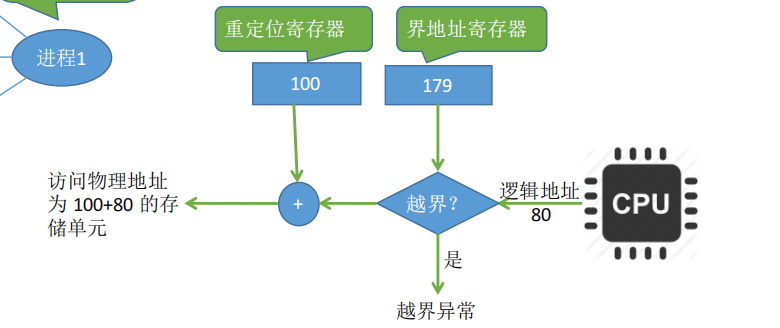 重定位寄存器
界地址寄存器
进程1
100
179
访问物理地址
为 100+80 的存
储单元
+
越界？
逻辑地址
80
CPU
是
越界异常